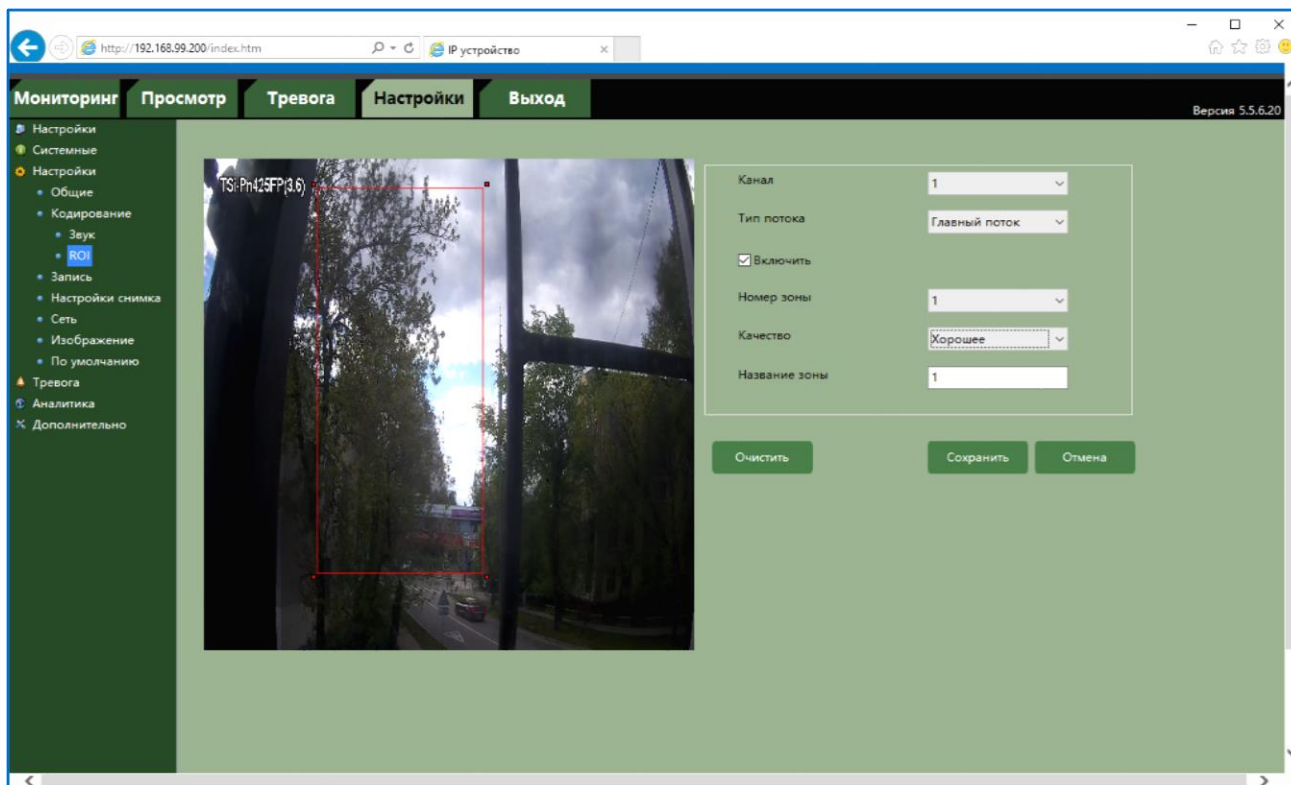 http://192.168.99.200/index.htm
IP устройство
Мониторинг Просмотр Тревога Настройки Выход
Версия 5.5.6.20
Настройки
Системные
Настройки
Общие
Кодирование
Звук
ROI
Запись
Настройки снимка
Сеть
Изображение
По умолчанию
Тревога
Аналитика
Дополнительно
TSi-Pn425FP(3.6)
Канал 1
Тип потока Главный поток
Включить
Номер зоны 1
Качество Хорошее
Название зоны 1
Очистить Сохранить Отмена